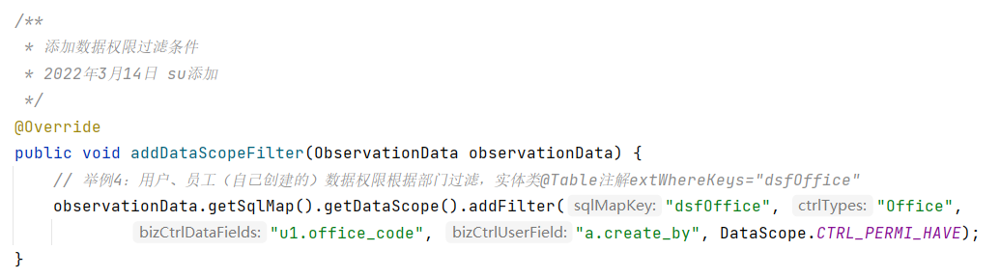 /**
 * 添加数据权限过滤条件
 * 2022年3月14日 su添加
 */
@Override
public void addDataScopeFilter(ObservationData observationData) {
    // 举例4：用户、员工（自己创建的）数据权限根据部门过滤，实体类@Table注解extWhereKeys="dsfOffice"
    observationData.getSqlMap().getDataScope().addFilter( sqlMapKey: "dsfOffice", ctrlTypes: "Office",
            bizCtrlDataFields: "u1.office_code", bizCtrlUserField: "a.create_by", DataScope.CTRL_PERMI_HAVE);
}